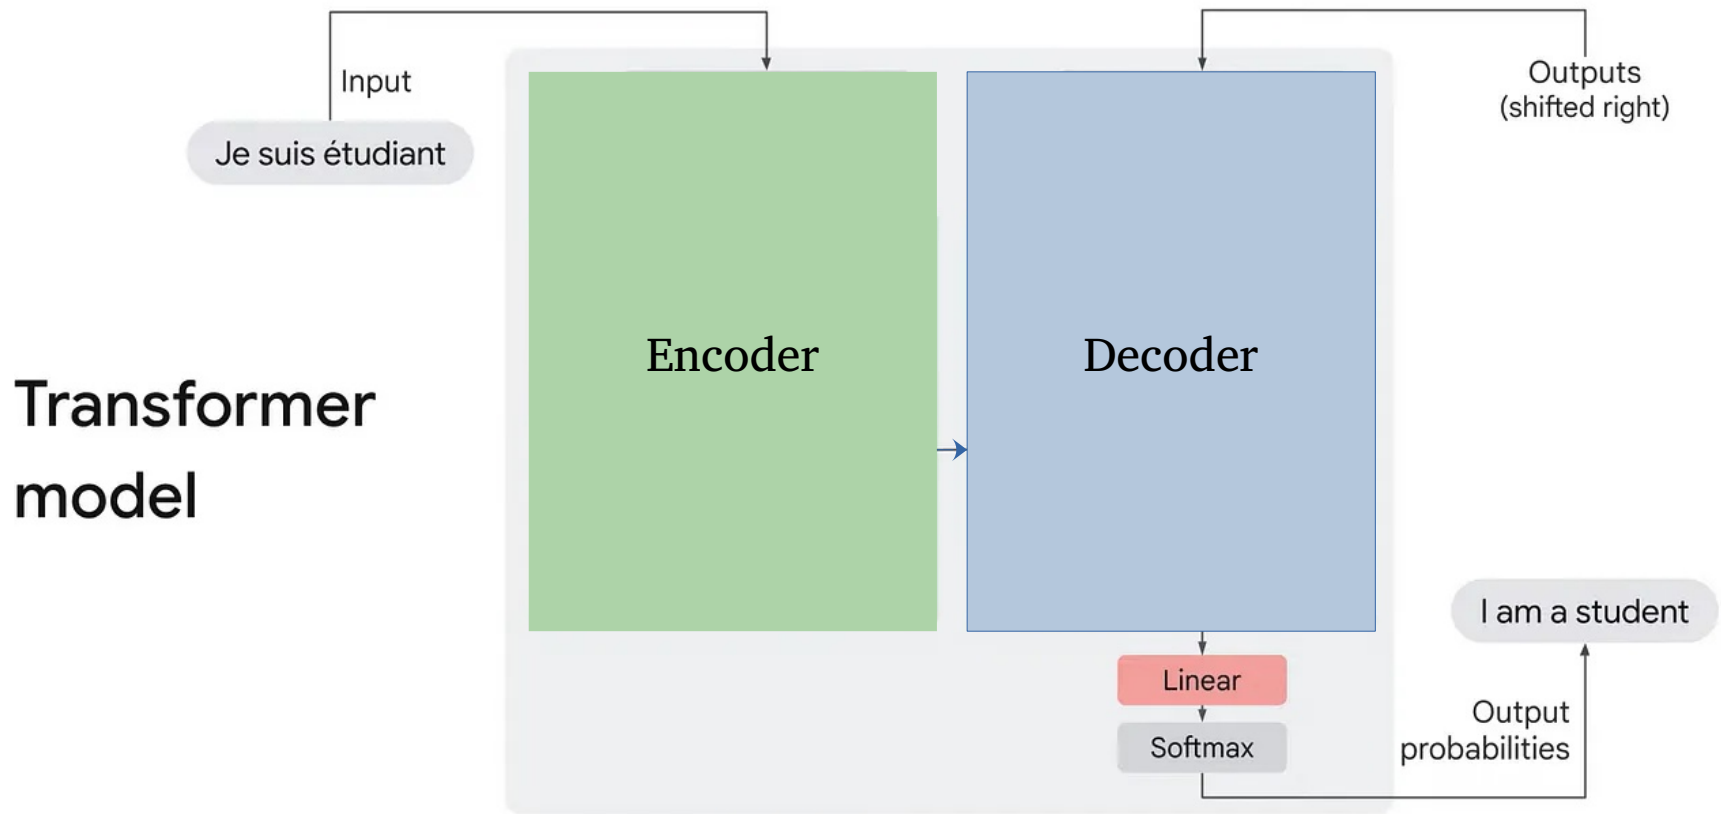 Input
Je suis étudiant
Outputs
(shifted right)
Encoder
Decoder
Transformer
model
I am a student
Linear
Softmax
Output
probabilities